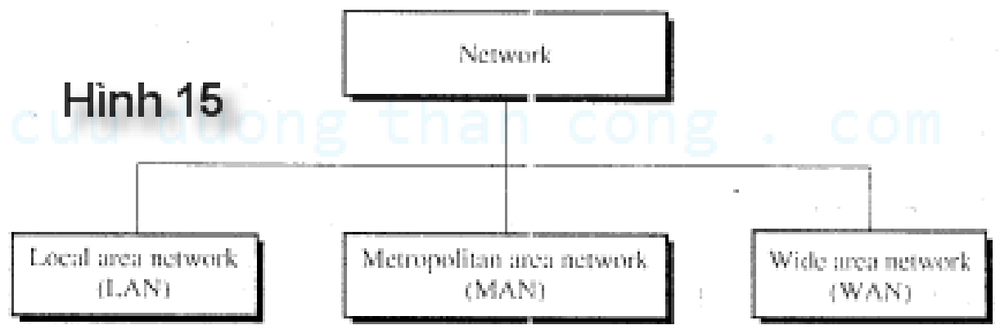 Network
Hình 15
cuu duong than cong . com
Local area network
(LAN)
Metropolitan area network
(MAN)
Wide area network
(WAN)